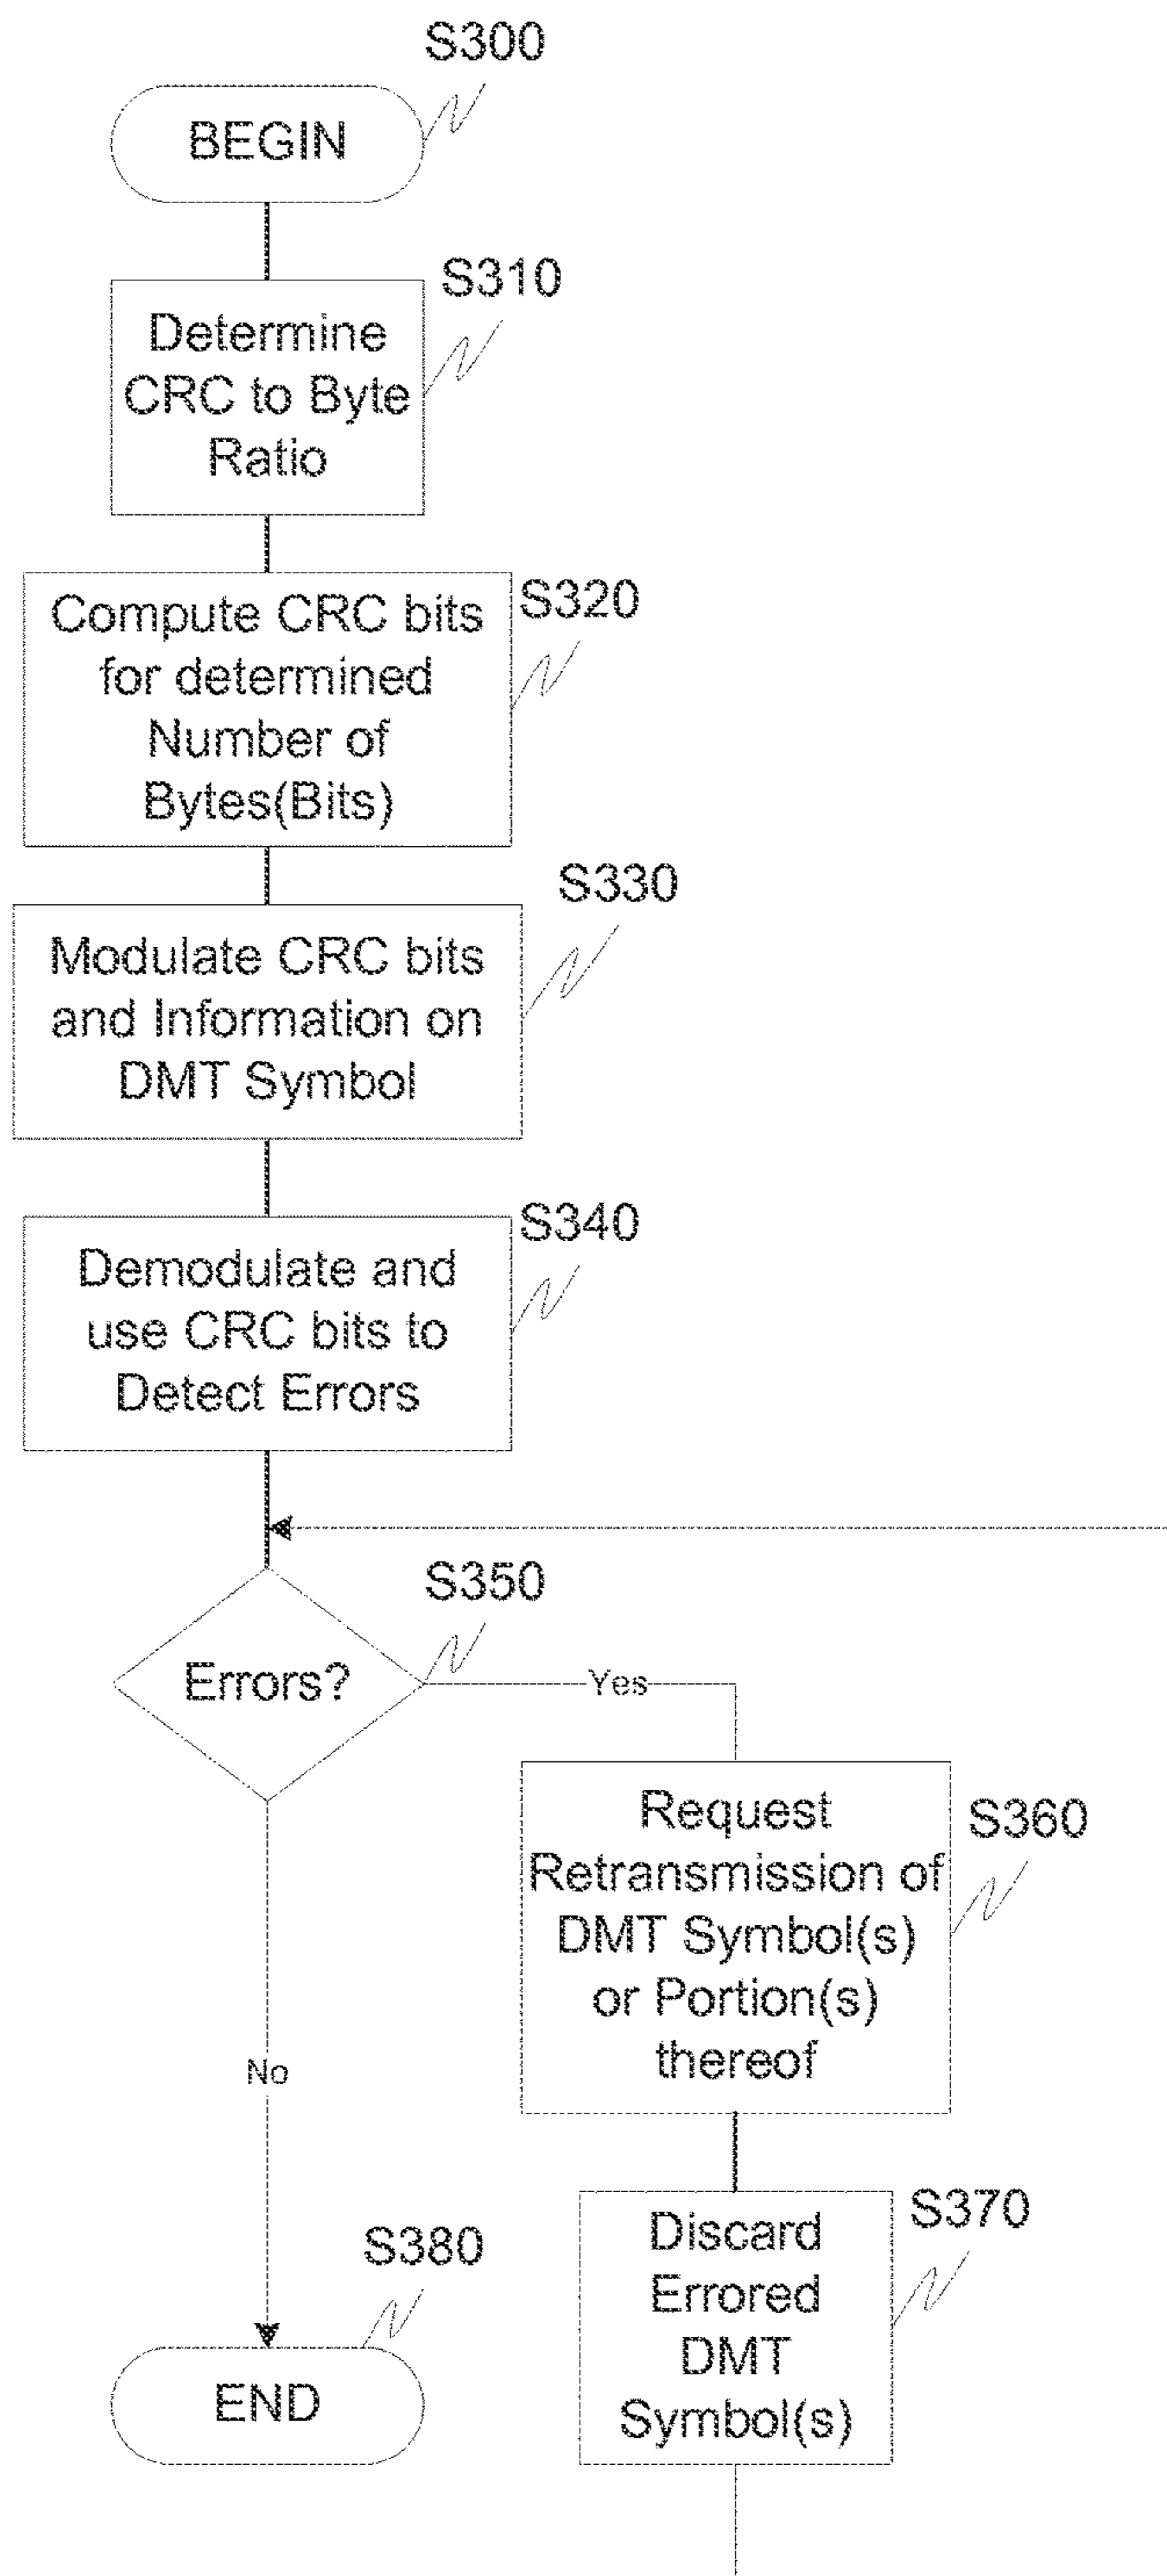 S300
BEGIN
S310
Determine
CRC to Byte
Ratio
S320
Compute CRC bits
for determined
Number of
Bytes(Bits)
S330
Modulate CRC bits
and Information on
DMT Symbol
S340
Demodulate and
use CRC bits to
Detect Errors
S350
Errors?
Yes
S360
Request
Retransmission of
DMT Symbol(s)
or Portion(s)
thereof
No
S370
Discard
Errored
DMT
Symbol(s)
S380
END